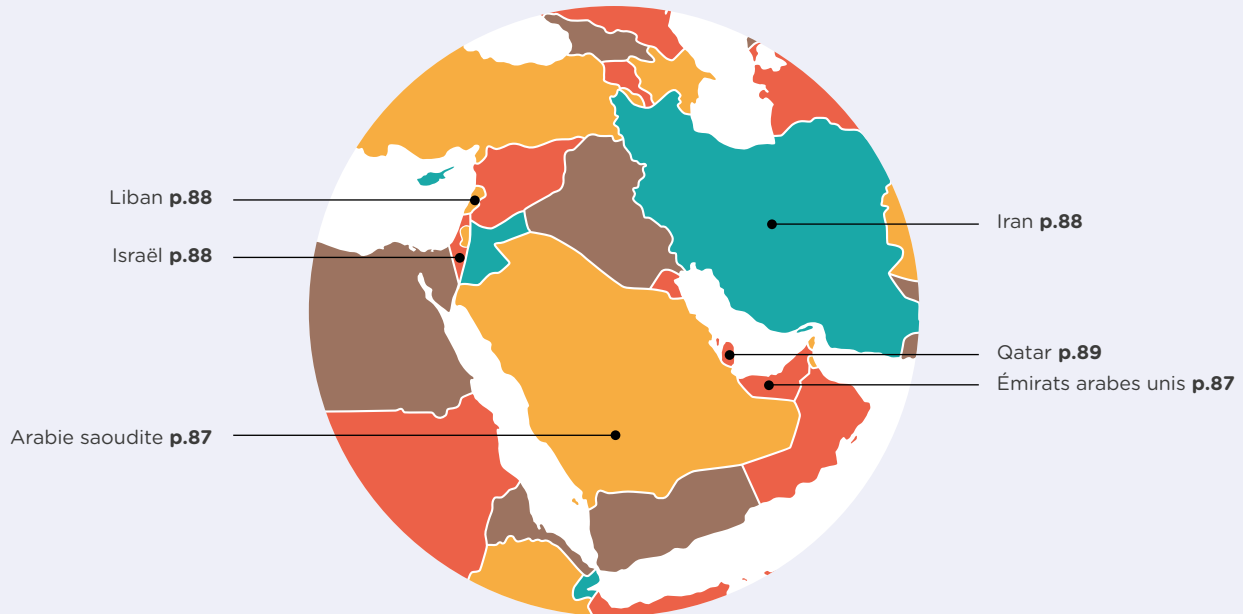 Liban p.88
Israël p.88
Arabie saoudite p.87
Iran p.88
Qatar p.89
Émirats arabes unis p.87